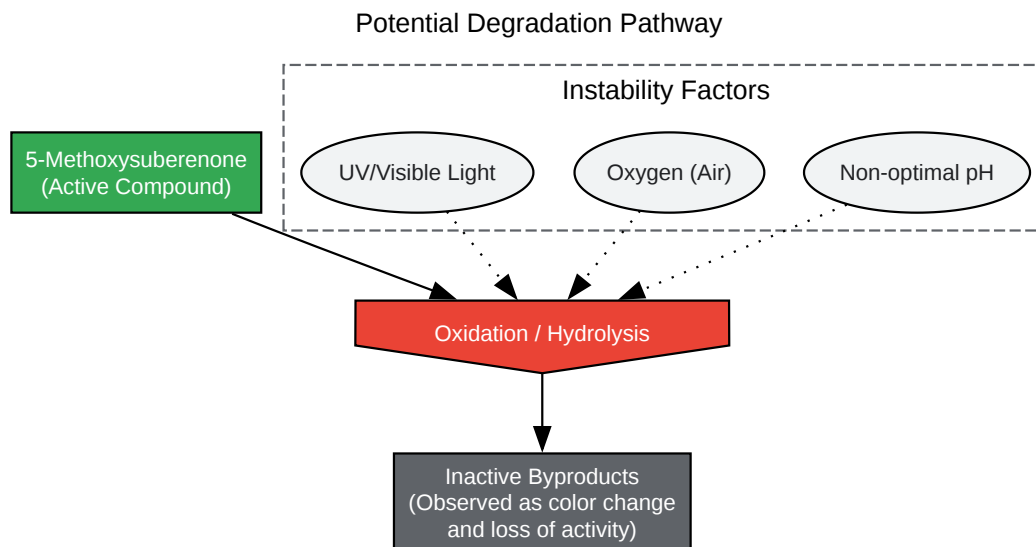 Potential Degradation Pathway
Instability Factors
5-Methoxysuberenone
(Active Compound)
UV/Visible Light
Oxygen (Air)
Non-optimal pH
Oxidation / Hydrolysis
Inactive Byproducts
(Observed as color change
and loss of activity)